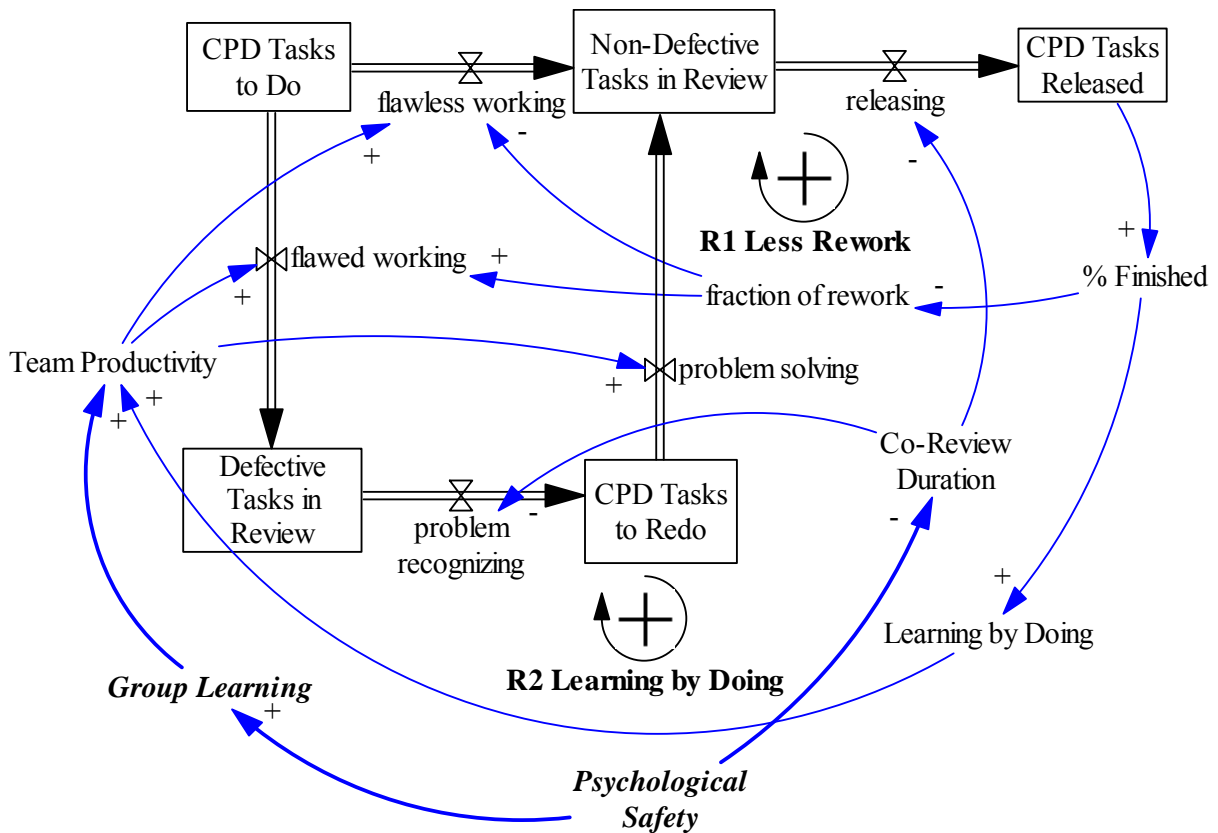 CPD Tasks
to Do
Non-Defective
Tasks in Review
CPD Tasks
Released
flawless working
releasing
-
+
-
R1 Less Rework
+
flawed working
+
+
fraction of rework
-
% Finished
Team Productivity
+
+
+
problem solving
Defective
Tasks in
Review
problem
recognizing
-
CPD Tasks
to Redo
Co-Review
Duration
-
+
Learning by Doing
R2 Learning by Doing
Group Learning
+
Psychological
Safety